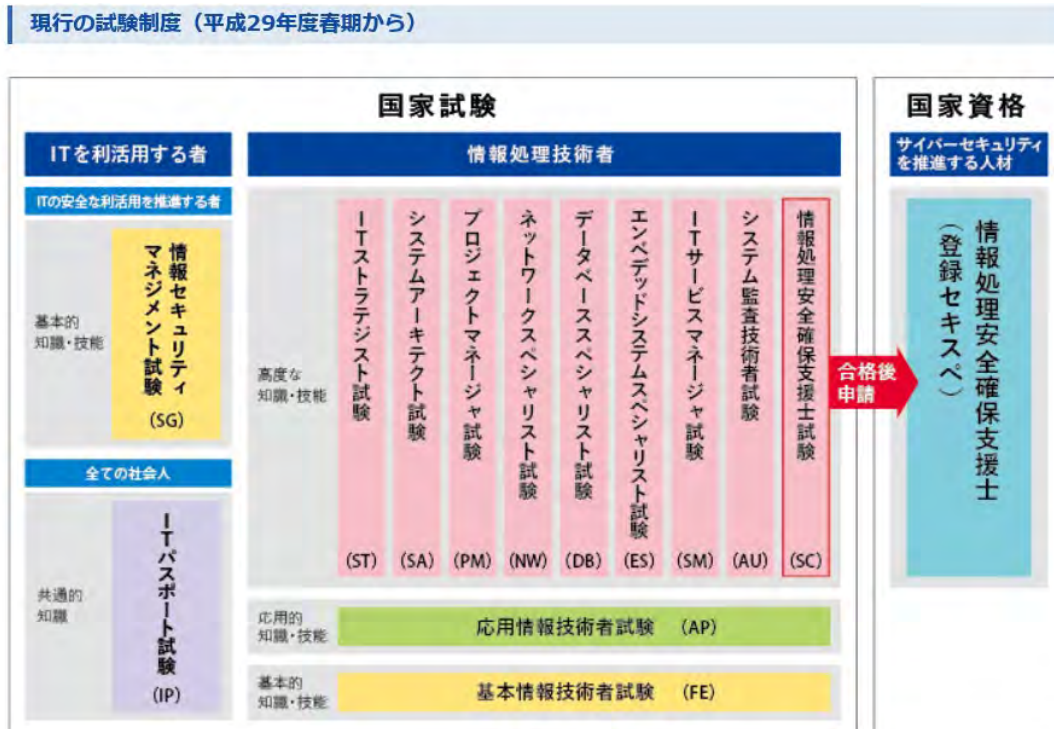 現行の試験制度（平成29年度春期から）
国家試験
ITを利活用する者
ITの安全な利活用を推進する者
基本的
知識・技能
情報セキュリティ
マネジメント試験
(SG)
全ての社会人
共通的
知識
ITパスポート試験
(IP)
情報処理技術者
高度な
知識・技能
ITストラテジスト試験
(ST)
システムアーキテクト試験
(SA)
プロジェクトマネージャ試験
(PM)
ネットワークスペシャリスト試験
(NW)
データベーススペシャリスト試験
(DB)
エンベデッドシステムスペシャリスト試験
(ES)
ITサービスマネージャ試験
(SM)
システム監査技術者試験
(AU)
情報処理安全確保支援士試験
(SC)
応用的
知識・技能
応用情報技術者試験 (AP)
基本的
知識・技能
基本情報技術者試験 (FE)
合格後
申請
国家資格
サイバーセキュリティ
を推進する人材
情報処理安全確保支援士
（登録セキスペ）